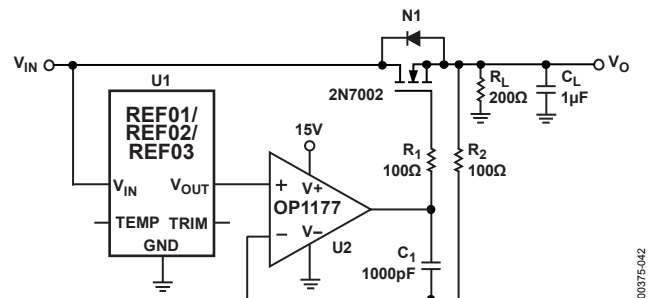 N1
VIN
VO
U1
2N7002
RL
200Ω
CL
1µF
REF01/
REF02/
REF03
15V
R1
100Ω
R2
100Ω
VIN
VOUT
+
V+
OP1177
TEMP
TRIM
−
V−
U2
GND
C1
1000pF
00375-042